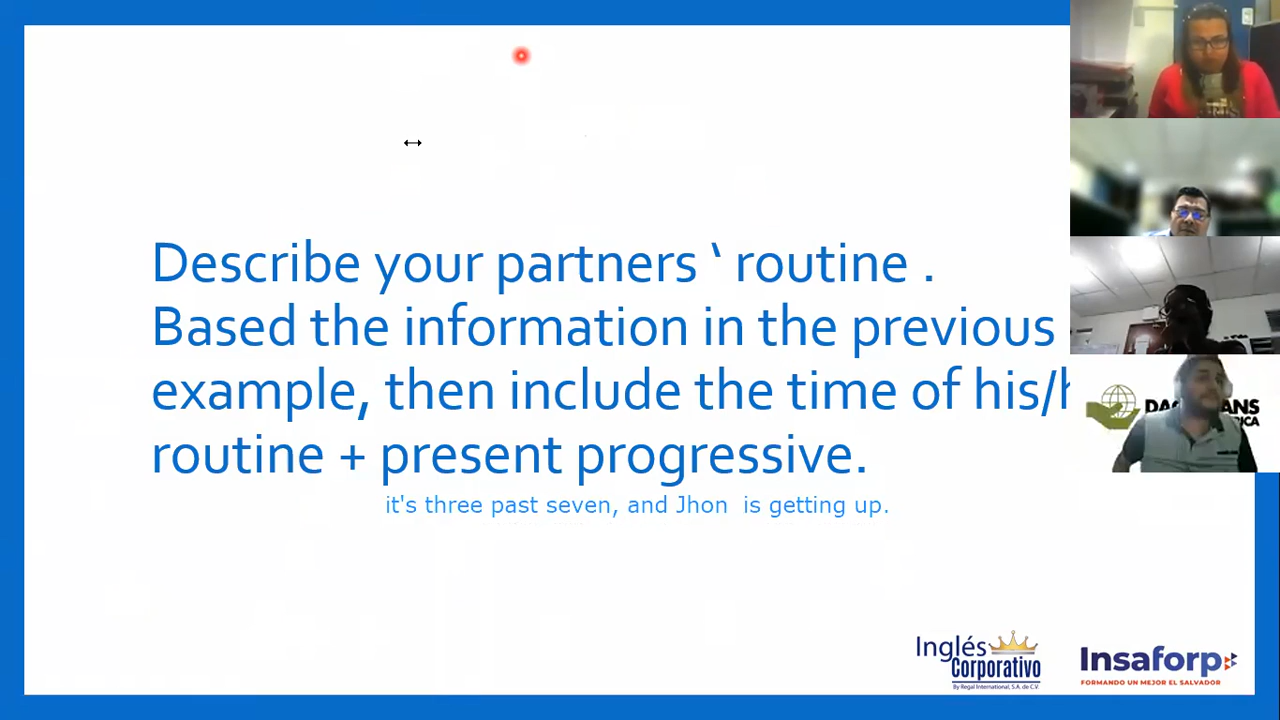 Describe your partners ‘ routine .
Based the information in the previous
example, then include the time of his/h
routine + present progressive.
it's three past seven, and Jhon is getting up.
Inglés
Corporativo
By Regal International, S.A. de C.V.
Insaforp
FORMANDO UN MEJOR EL SALVADOR